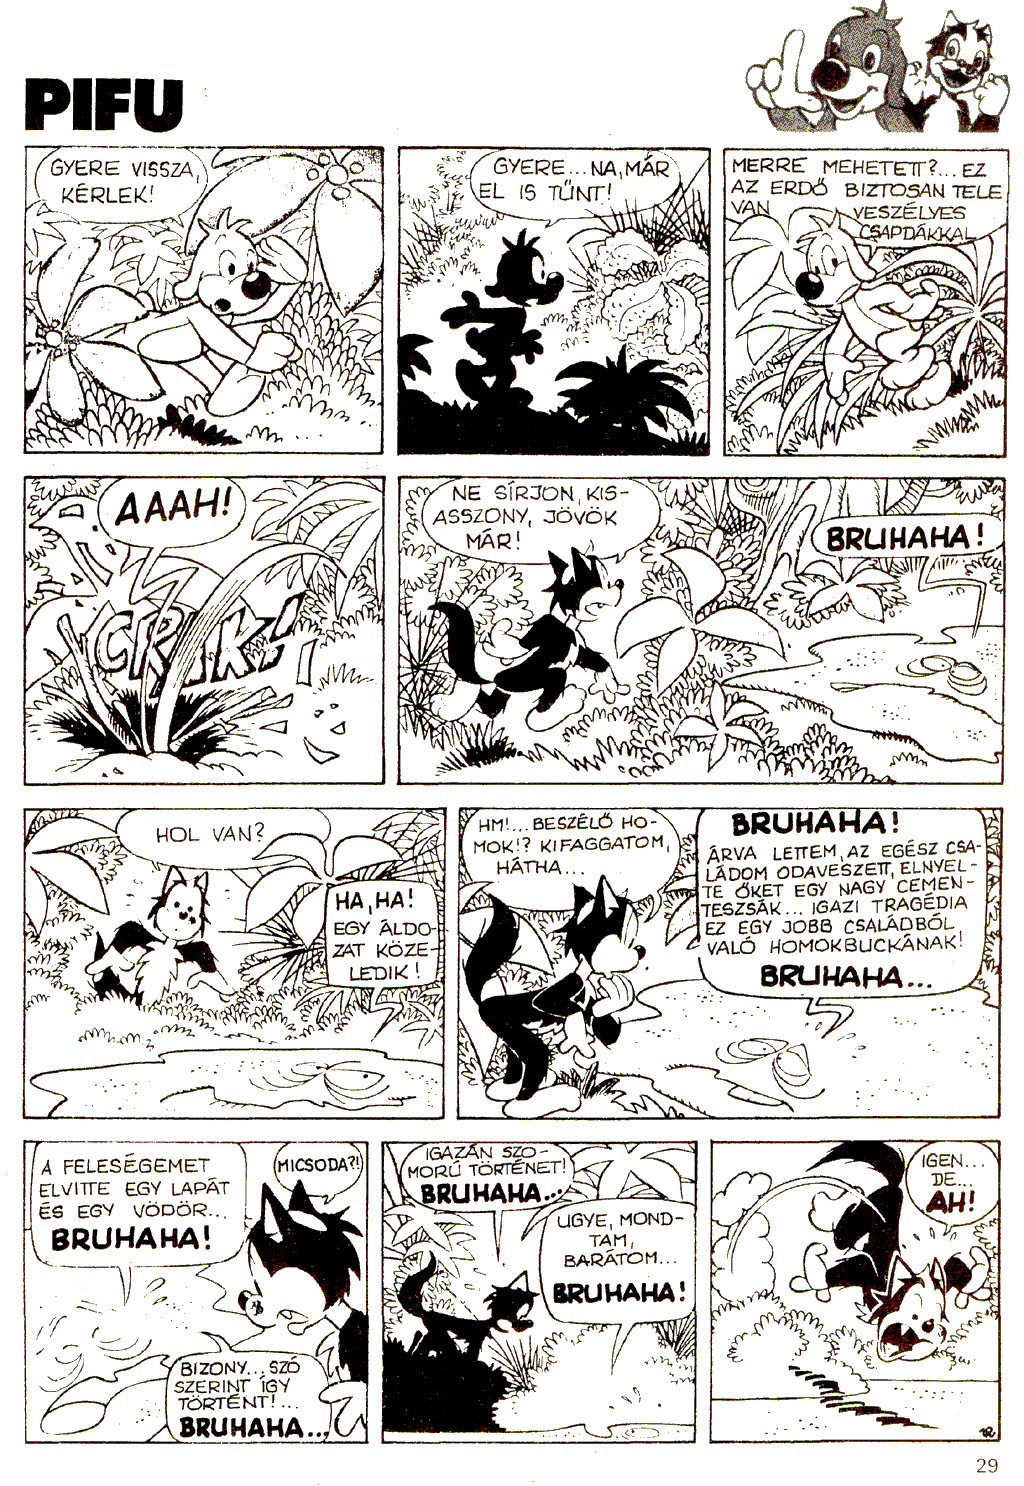 PIFU
GYERE VISSZA,
KÉRLEK!
GYERE... NA, MÁR
EL IS TŰNT!
MERRE MEHETETT?... EZ
AZ ERDŐ BIZTOSAN TELE
VAN VESZÉLYES
CSAPDÁKKAL
AAAH!
CRAK!
NE SÍRJON, KIS-
ASSZONY, JÖVÖK
MÁR!
BRUHAHA!
HOL VAN?
HA, HA!
EGY ÁLDO-
ZAT KÖZE-
LEDIK!
HM!... BESZÉLŐ HO-
MOK!? KIFAGGATOM,
HÁTHA...
BRUHAHA!
ÁRVA LETTEM, AZ EGÉSZ CSA-
LÁDOM ODAVESZETT, ELNYEL-
TE ŐKET EGY NAGY CEMEN-
TESZSÁK... IGAZI TRAGÉDIA
EZ EGY JOBB CSALÁDBÓL
VALÓ HOMOKBUCKÁNAK!
BRUHAHA...
A FELESÉGEMET
ELVITTE EGY LAPÁT
ÉS EGY VÖDÖR...
BRUHAHA!
MICSODA?!
BIZONY... SZÓ
SZERINT ÍGY
TÖRTÉNT!...
BRUHAHA...
IGAZÁN SZO-
MORÚ TÖRTÉNET!
BRUHAHA...
UGYE, MOND-
TAM,
BARÁTOM...
BRUHAHA!
IGEN...
DE...
AH!
29